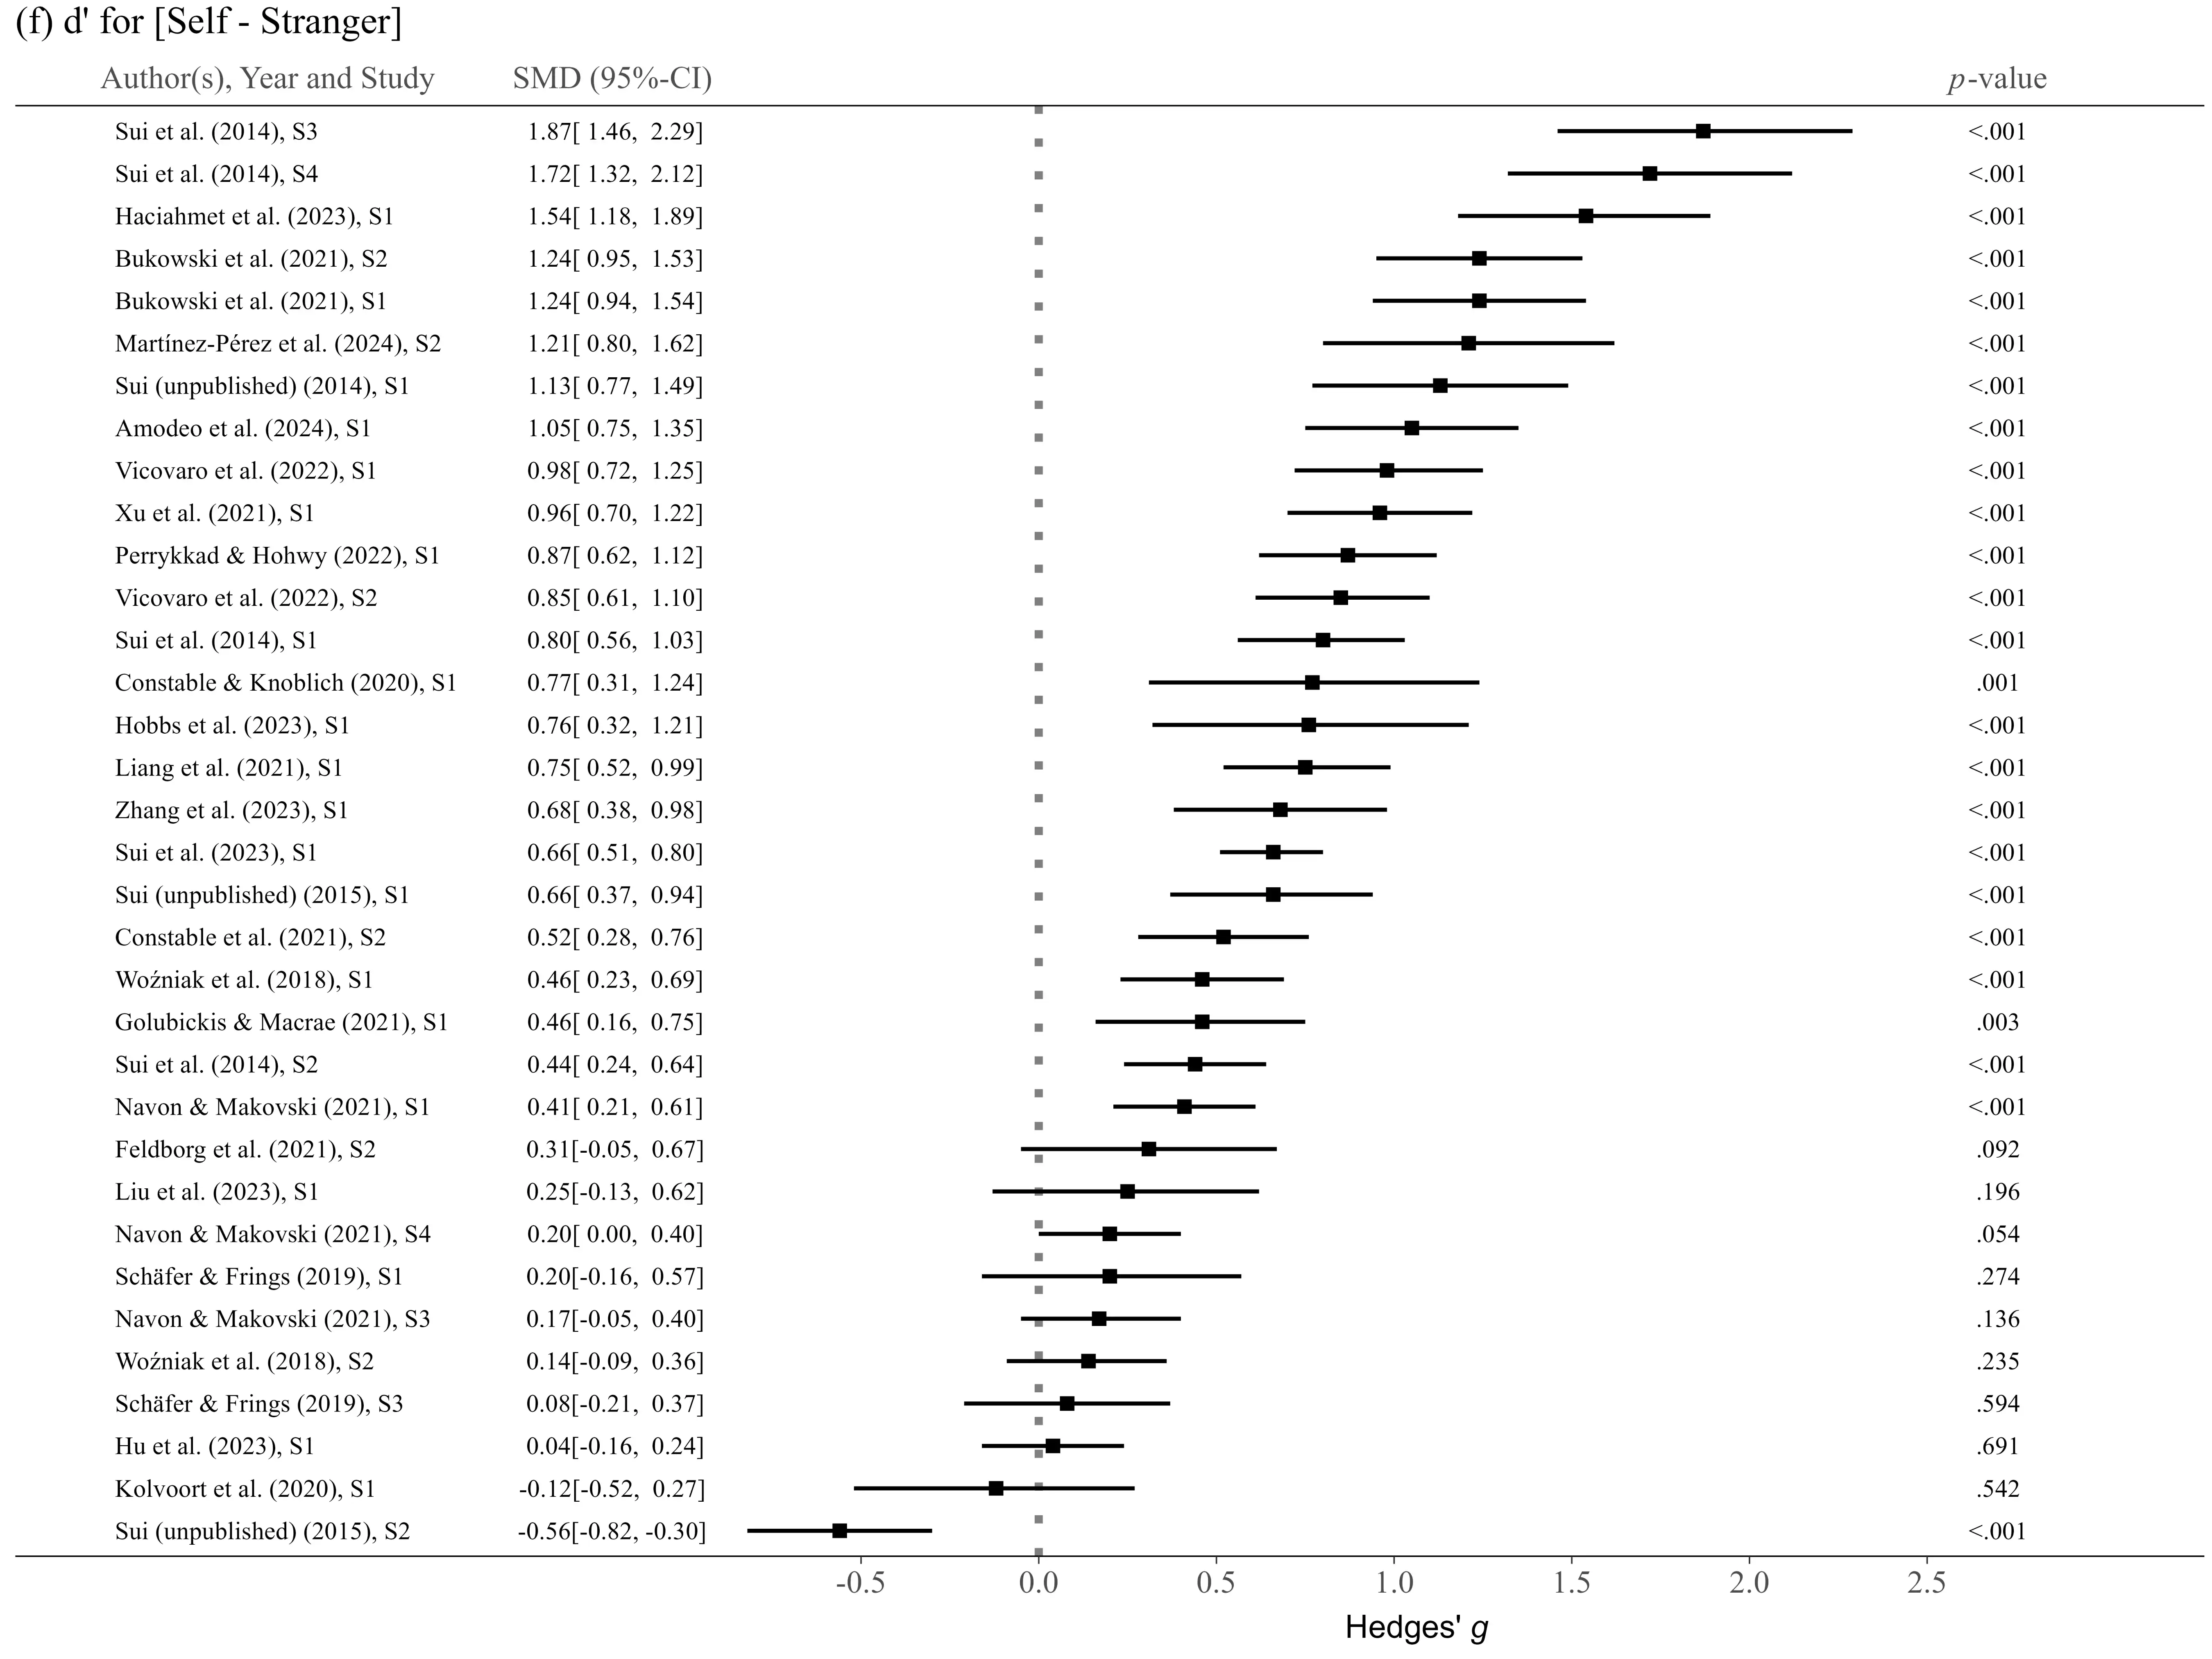 (f) d' for [Self - Stranger]
Author(s), Year and Study SMD (95%-CI) p-value
Sui et al. (2014), S3 1.87[ 1.46, 2.29] <.001
Sui et al. (2014), S4 1.72[ 1.32, 2.12] <.001
Haciahmet et al. (2023), S1 1.54[ 1.18, 1.89] <.001
Bukowski et al. (2021), S2 1.24[ 0.95, 1.53] <.001
Bukowski et al. (2021), S1 1.24[ 0.94, 1.54] <.001
Martínez-Pérez et al. (2024), S2 1.21[ 0.80, 1.62] <.001
Sui (unpublished) (2014), S1 1.13[ 0.77, 1.49] <.001
Amodeo et al. (2024), S1 1.05[ 0.75, 1.35] <.001
Vicovaro et al. (2022), S1 0.98[ 0.72, 1.25] <.001
Xu et al. (2021), S1 0.96[ 0.70, 1.22] <.001
Perrykkad & Hohwy (2022), S1 0.87[ 0.62, 1.12] <.001
Vicovaro et al. (2022), S2 0.85[ 0.61, 1.10] <.001
Sui et al. (2014), S1 0.80[ 0.56, 1.03] <.001
Constable & Knoblich (2020), S1 0.77[ 0.31, 1.24] .001
Hobbs et al. (2023), S1 0.76[ 0.32, 1.21] <.001
Liang et al. (2021), S1 0.75[ 0.52, 0.99] <.001
Zhang et al. (2023), S1 0.68[ 0.38, 0.98] <.001
Sui et al. (2023), S1 0.66[ 0.51, 0.80] <.001
Sui (unpublished) (2015), S1 0.66[ 0.37, 0.94] <.001
Constable et al. (2021), S2 0.52[ 0.28, 0.76] <.001
Woźniak et al. (2018), S1 0.46[ 0.23, 0.69] <.001
Golubickis & Macrae (2021), S1 0.46[ 0.16, 0.75] .003
Sui et al. (2014), S2 0.44[ 0.24, 0.64] <.001
Navon & Makovski (2021), S1 0.41[ 0.21, 0.61] <.001
Feldborg et al. (2021), S2 0.31[-0.05, 0.67] .092
Liu et al. (2023), S1 0.25[-0.13, 0.62] .196
Navon & Makovski (2021), S4 0.20[ 0.00, 0.40] .054
Schäfer & Frings (2019), S1 0.20[-0.16, 0.57] .274
Navon & Makovski (2021), S3 0.17[-0.05, 0.40] .136
Woźniak et al. (2018), S2 0.14[-0.09, 0.36] .235
Schäfer & Frings (2019), S3 0.08[-0.21, 0.37] .594
Hu et al. (2023), S1 0.04[-0.16, 0.24] .691
Kolvoort et al. (2020), S1 -0.12[-0.52, 0.27] .542
Sui (unpublished) (2015), S2 -0.56[-0.82, -0.30] <.001
-0.5 0.0 0.5 1.0 1.5 2.0 2.5
Hedges' g